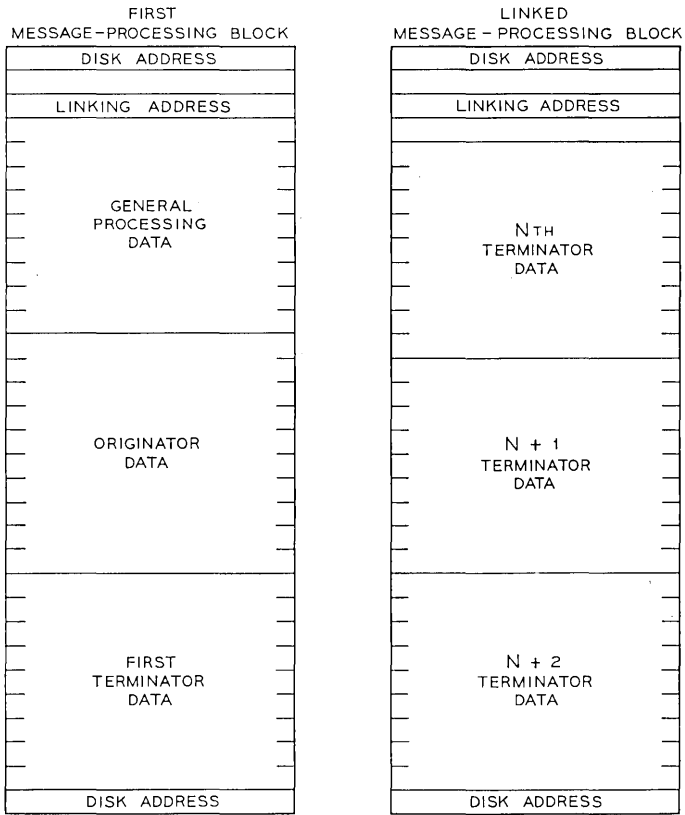 FIRST
MESSAGE-PROCESSING BLOCK
DISK ADDRESS
LINKING ADDRESS
GENERAL
PROCESSING
DATA
ORIGINATOR
DATA
FIRST
TERMINATOR
DATA
DISK ADDRESS
LINKED
MESSAGE - PROCESSING BLOCK
DISK ADDRESS
LINKING ADDRESS
NTH
TERMINATOR
DATA
N + 1
TERMINATOR
DATA
N + 2
TERMINATOR
DATA
DISK ADDRESS